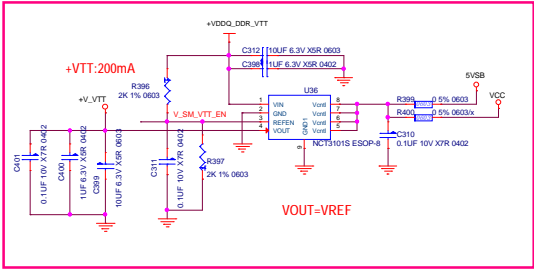 +VDDQ_DDR_VTT
C312 10UF 6.3V X5R 0603
C398 1UF 6.3V X5R 0402
+VTT:200mA
R396
2K 1% 0603
+V_VTT
V_SM_VTT_EN
U36
1 VIN Vcntl 8
2 GND Vcntl 7
3 REFEN Vcntl 6
4 VOUT Vcntl 5
GND1
9
NCT3101S ESOP-8
5VSB
VCC
R399 0 5% 0603
R400 0 5% 0603/x
C310
0.1UF 10V X7R 0402
C401
0.1UF 10V X7R 0402
C400
1UF 6.3V X5R 0402
C399
10UF 6.3V X5R 0603
C311
0.1UF 10V X7R 0402
R397
2K 1% 0603
VOUT=VREF